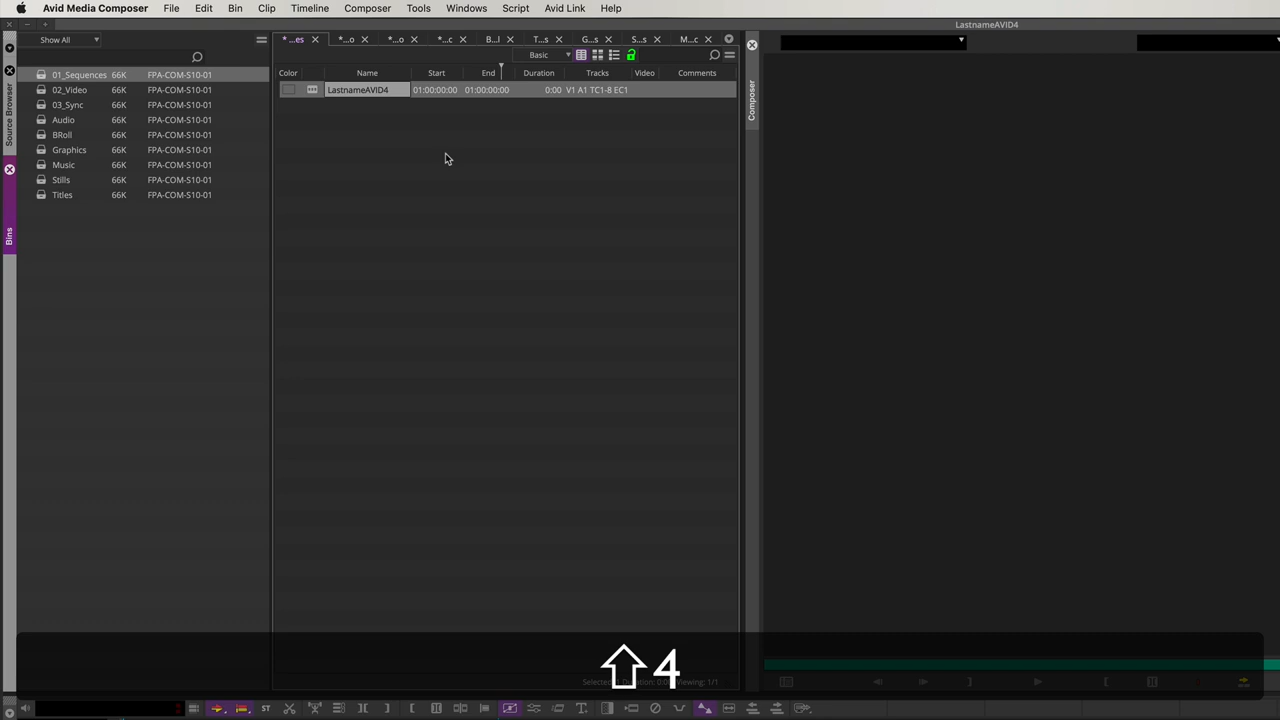 Avid Media Composer File Edit Bin Clip Timeline Composer Tools Windows Script Avid Link Help
LastnameAVID4
Show All
*...es *...o *...o *...c B...l T...s G...s S...s M...c
Basic
Color Name Start End Duration Tracks Video Comments
LastnameAVID4 01:00:00:00 01:00:00:00 0:00 V1 A1 TC1-8 EC1
01_Sequences 66K FPA-COM-S10-01
02_Video 66K FPA-COM-S10-01
03_Sync 66K FPA-COM-S10-01
Audio 66K FPA-COM-S10-01
BRoll 66K FPA-COM-S10-01
Graphics 66K FPA-COM-S10-01
Music 66K FPA-COM-S10-01
Stills 66K FPA-COM-S10-01
Titles 66K FPA-COM-S10-01
Source Browser
Bins
Composer
⇧4
Viewing: 1/1
ST